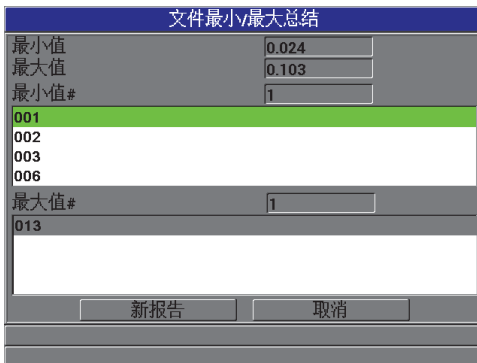 文件最小/最大总结
最小值 0.024
最大值 0.103
最小值# 1
001
002
003
006
最大值# 1
013
新报告 取消